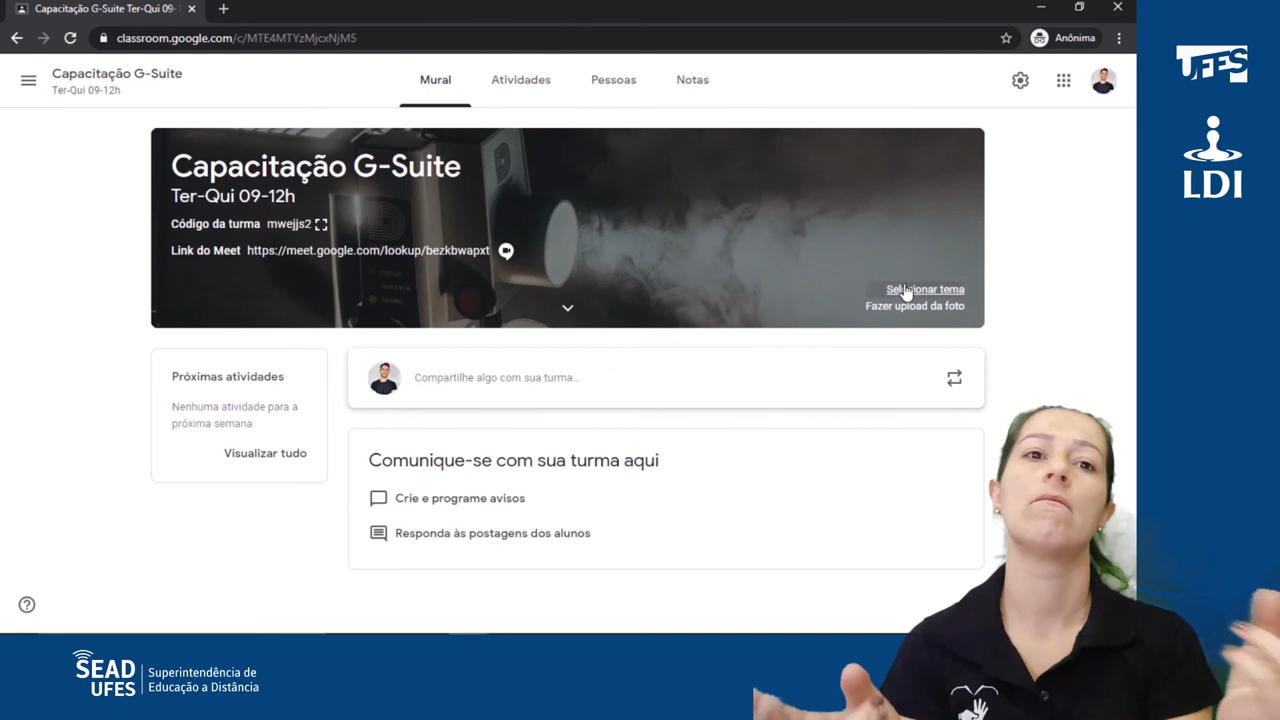 Capacitação G-Suite Ter-Qui 09-1
classroom.google.com/c/MTE4MTYzMjcxNjM5
Anônima
Capacitação G-Suite
Ter-Qui 09-12h
Mural
Atividades
Pessoas
Notas
UFES
LDI
Capacitação G-Suite
Ter-Qui 09-12h
Código da turma mwejjs2
Link do Meet https://meet.google.com/lookup/bezkbwapxt
Selecionar tema
Fazer upload da foto
Próximas atividades
Nenhuma atividade para a
próxima semana
Visualizar tudo
Compartilhe algo com sua turma...
Comunique-se com sua turma aqui
Crie e programe avisos
Responda às postagens dos alunos
SEAD
UFES
Superintendência de
Educação a Distância